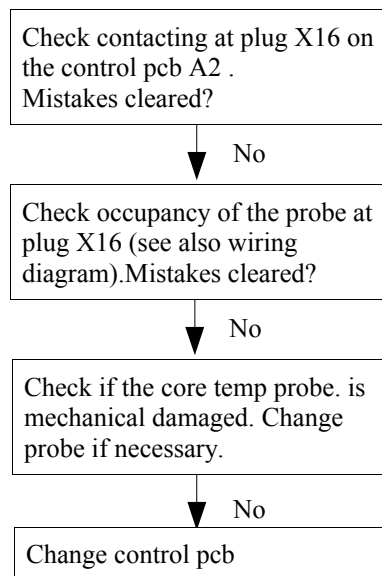 Check contacting at plug X16 on
the control pcb A2 .
Mistakes cleared?
No
Check occupancy of the probe at
plug X16 (see also wiring
diagram).Mistakes cleared?
No
Check if the core temp probe. is
mechanical damaged. Change
probe if necessary.
No
Change control pcb